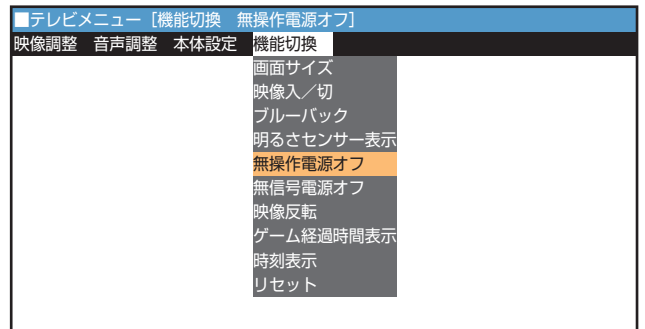 ■テレビメニュー［機能切換　無操作電源オフ］
映像調整　音声調整　本体設定　機能切換
画面サイズ
映像入／切
ブルーバック
明るさセンサー表示
無操作電源オフ
無信号電源オフ
映像反転
ゲーム経過時間表示
時刻表示
リセット